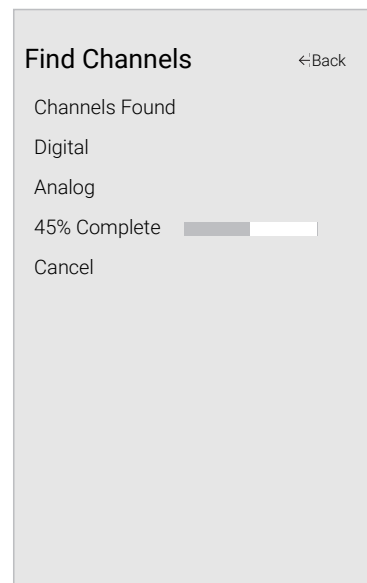 Find Channels
←Back
Channels Found
Digital
Analog
45% Complete
Cancel